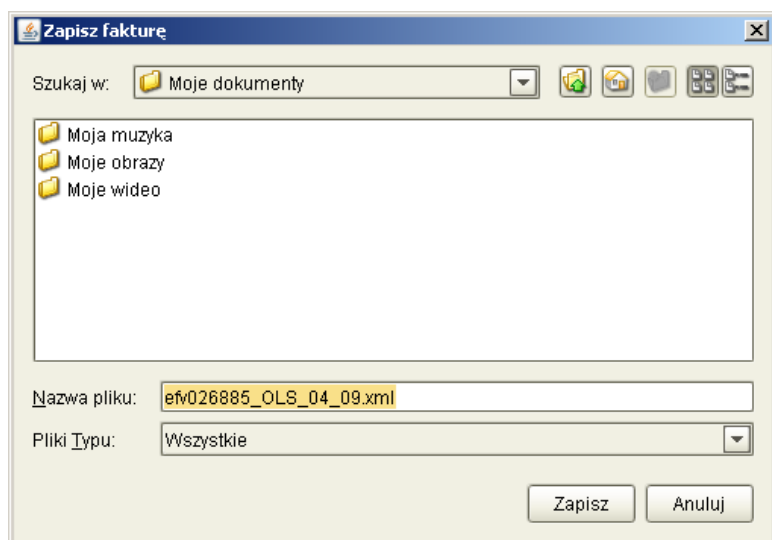 Zapisz fakturę
Szukaj w: Moje dokumenty
Moja muzyka
Moje obrazy
Moje wideo
Nazwa pliku: efv026885_OLS_04_09.xml
Pliki Typu: Wszystkie
Zapisz Anuluj